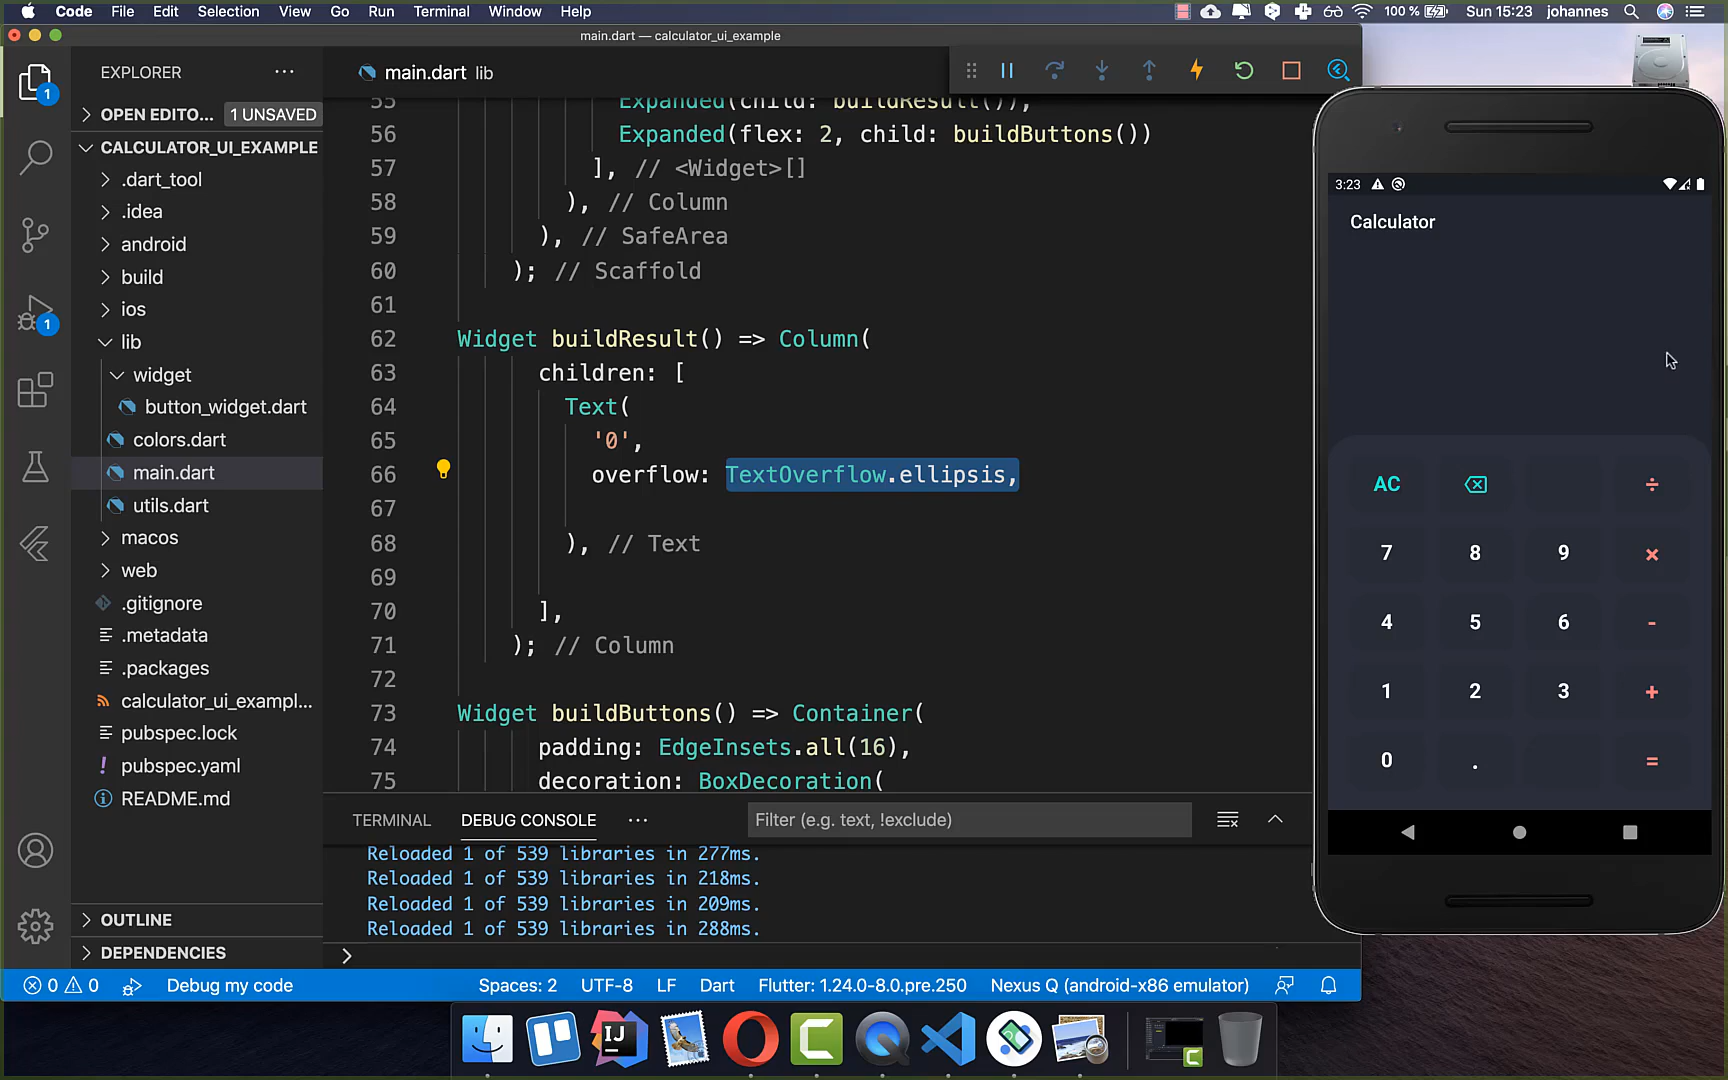 Code File Edit Selection View Go Run Terminal Window Help 100 % Sun 15:23 johannes
main.dart — calculator_ui_example
EXPLORER
main.dart lib
OPEN EDITO... 1 UNSAVED
CALCULATOR_UI_EXAMPLE
.dart_tool
.idea
android
build
ios
lib
widget
button_widget.dart
colors.dart
main.dart
utils.dart
macos
web
.gitignore
.metadata
.packages
calculator_ui_exampl...
pubspec.lock
pubspec.yaml
README.md
OUTLINE
DEPENDENCIES
1
1
55 Expanded(child: buildResult()),
56 Expanded(flex: 2, child: buildButtons())
57 ], // <Widget>[]
58 ), // Column
59 ), // SafeArea
60 ); // Scaffold
61
62 Widget buildResult() => Column(
63 children: [
64 Text(
65 '0',
66 overflow: TextOverflow.ellipsis,
67
68 ), // Text
69
70 ],
71 ); // Column
72
73 Widget buildButtons() => Container(
74 padding: EdgeInsets.all(16),
75 decoration: BoxDecoration(
TERMINAL DEBUG CONSOLE Filter (e.g. text, !exclude)
Reloaded 1 of 539 libraries in 277ms.
Reloaded 1 of 539 libraries in 218ms.
Reloaded 1 of 539 libraries in 209ms.
Reloaded 1 of 539 libraries in 288ms.
0 0 Debug my code Spaces: 2 UTF-8 LF Dart Flutter: 1.24.0-8.0.pre.250 Nexus Q (android-x86 emulator)
3:23
Calculator
AC ÷
7 8 9 ×
4 5 6 -
1 2 3 +
0 . =
IJ